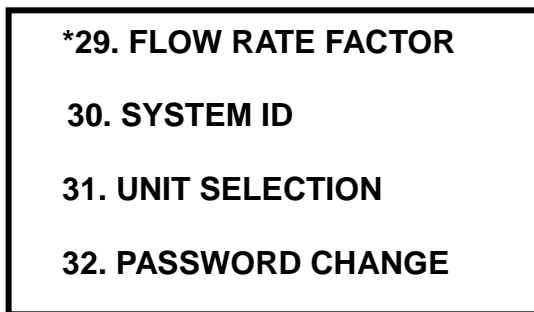 *29. FLOW RATE FACTOR
30. SYSTEM ID
31. UNIT SELECTION
32. PASSWORD CHANGE